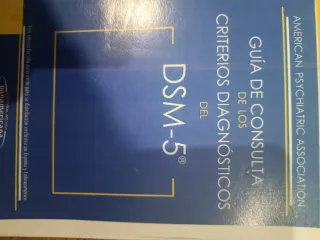 AMERICAN PSYCHIATRIC ASSOCIATION
GUÍA DE CONSULTA
DE LOS
CRITERIOS DIAGNÓSTICOS
DEL
DSM-5®